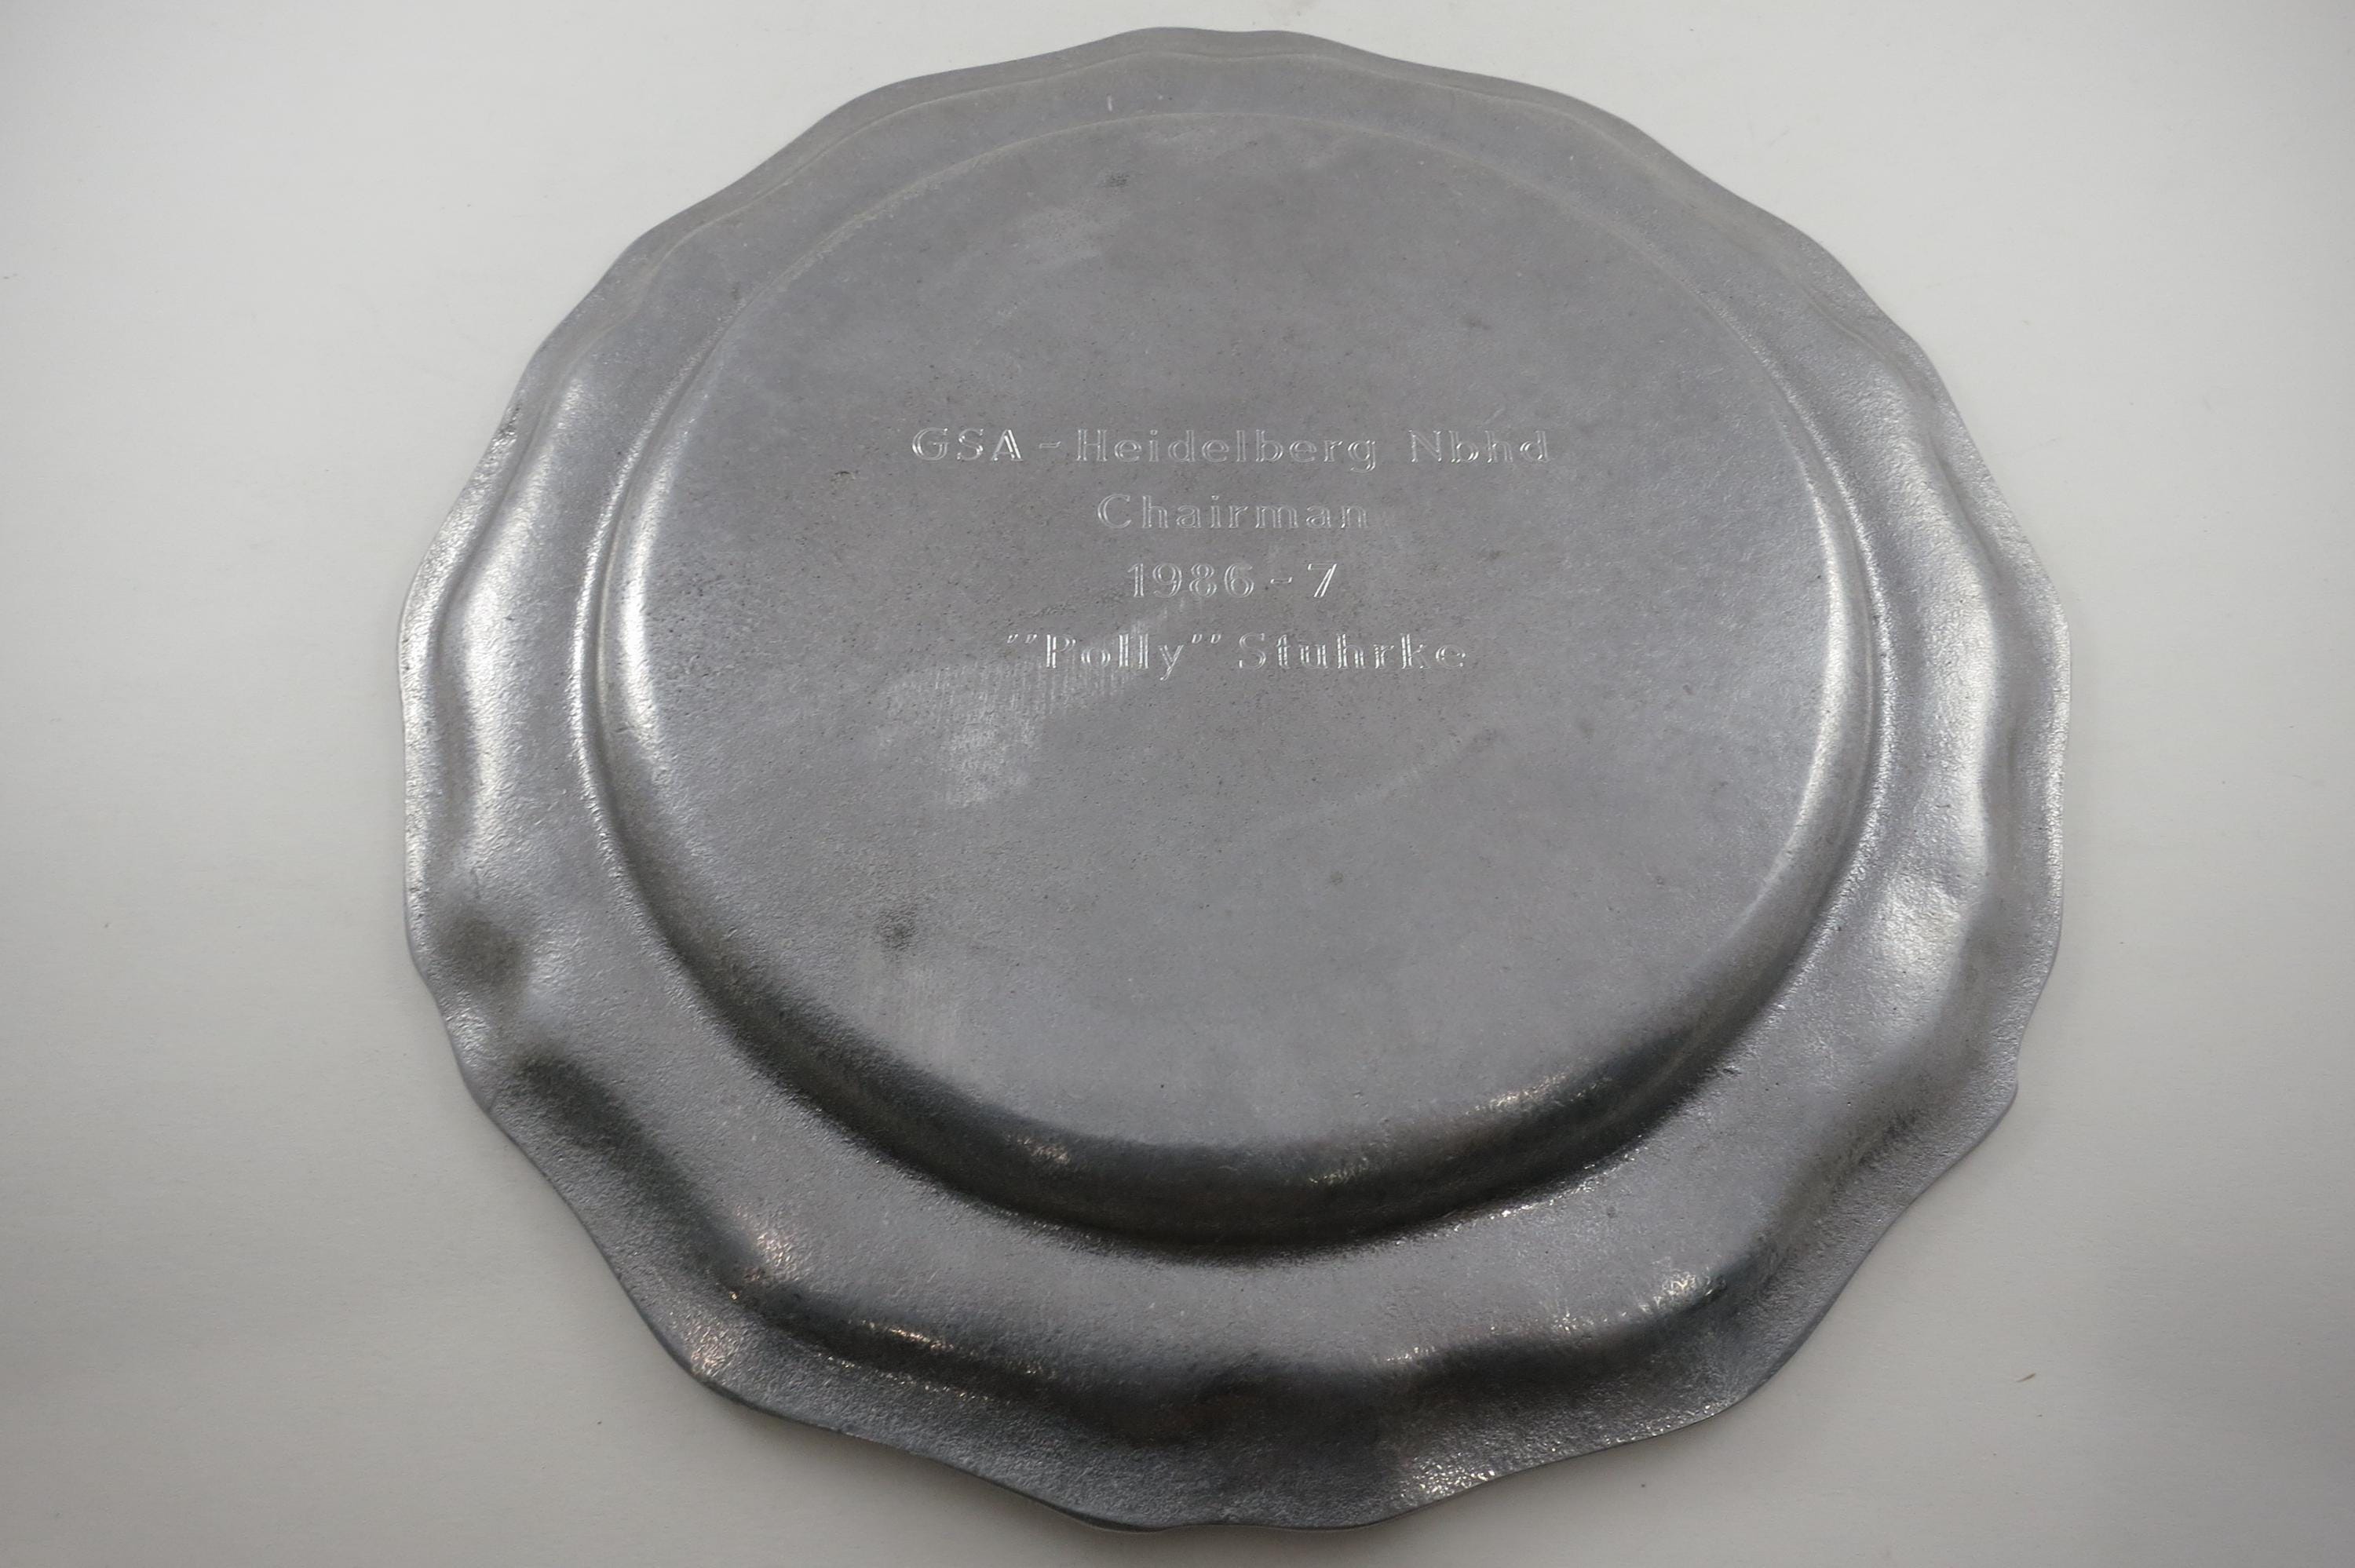 GSA - Heidelberg Nbhd
Chairman
1986 - 7
"Polly" Stuhrke